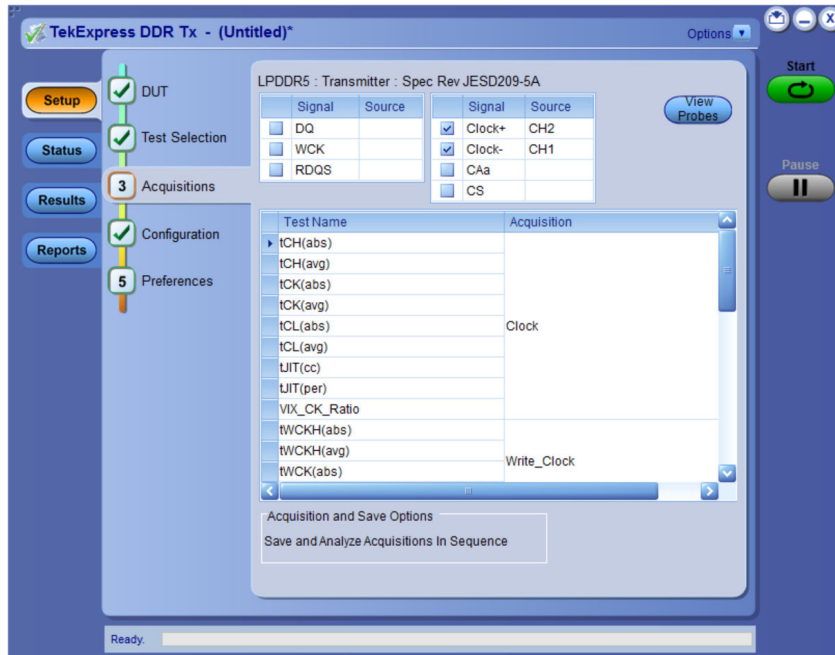 TekExpress DDR Tx - (Untitled)*
Options
Start
Pause
Setup
Status
Results
Reports
DUT
Test Selection
3 Acquisitions
Configuration
5 Preferences
LPDDR5 : Transmitter : Spec Rev JESD209-5A
Signal Source
DQ
WCK
RDQS
Signal Source
Clock+ CH2
Clock- CH1
CAa
CS
View
Probes
Test Name Acquisition
tCH(abs)
tCH(avg)
tCK(abs)
tCK(avg)
tCL(abs) Clock
tCL(avg)
tJIT(cc)
tJIT(per)
VIX_CK_Ratio
tWCKH(abs)
tWCKH(avg)
Write_Clock
tWCK(abs)
Acquisition and Save Options
Save and Analyze Acquisitions In Sequence
Ready.